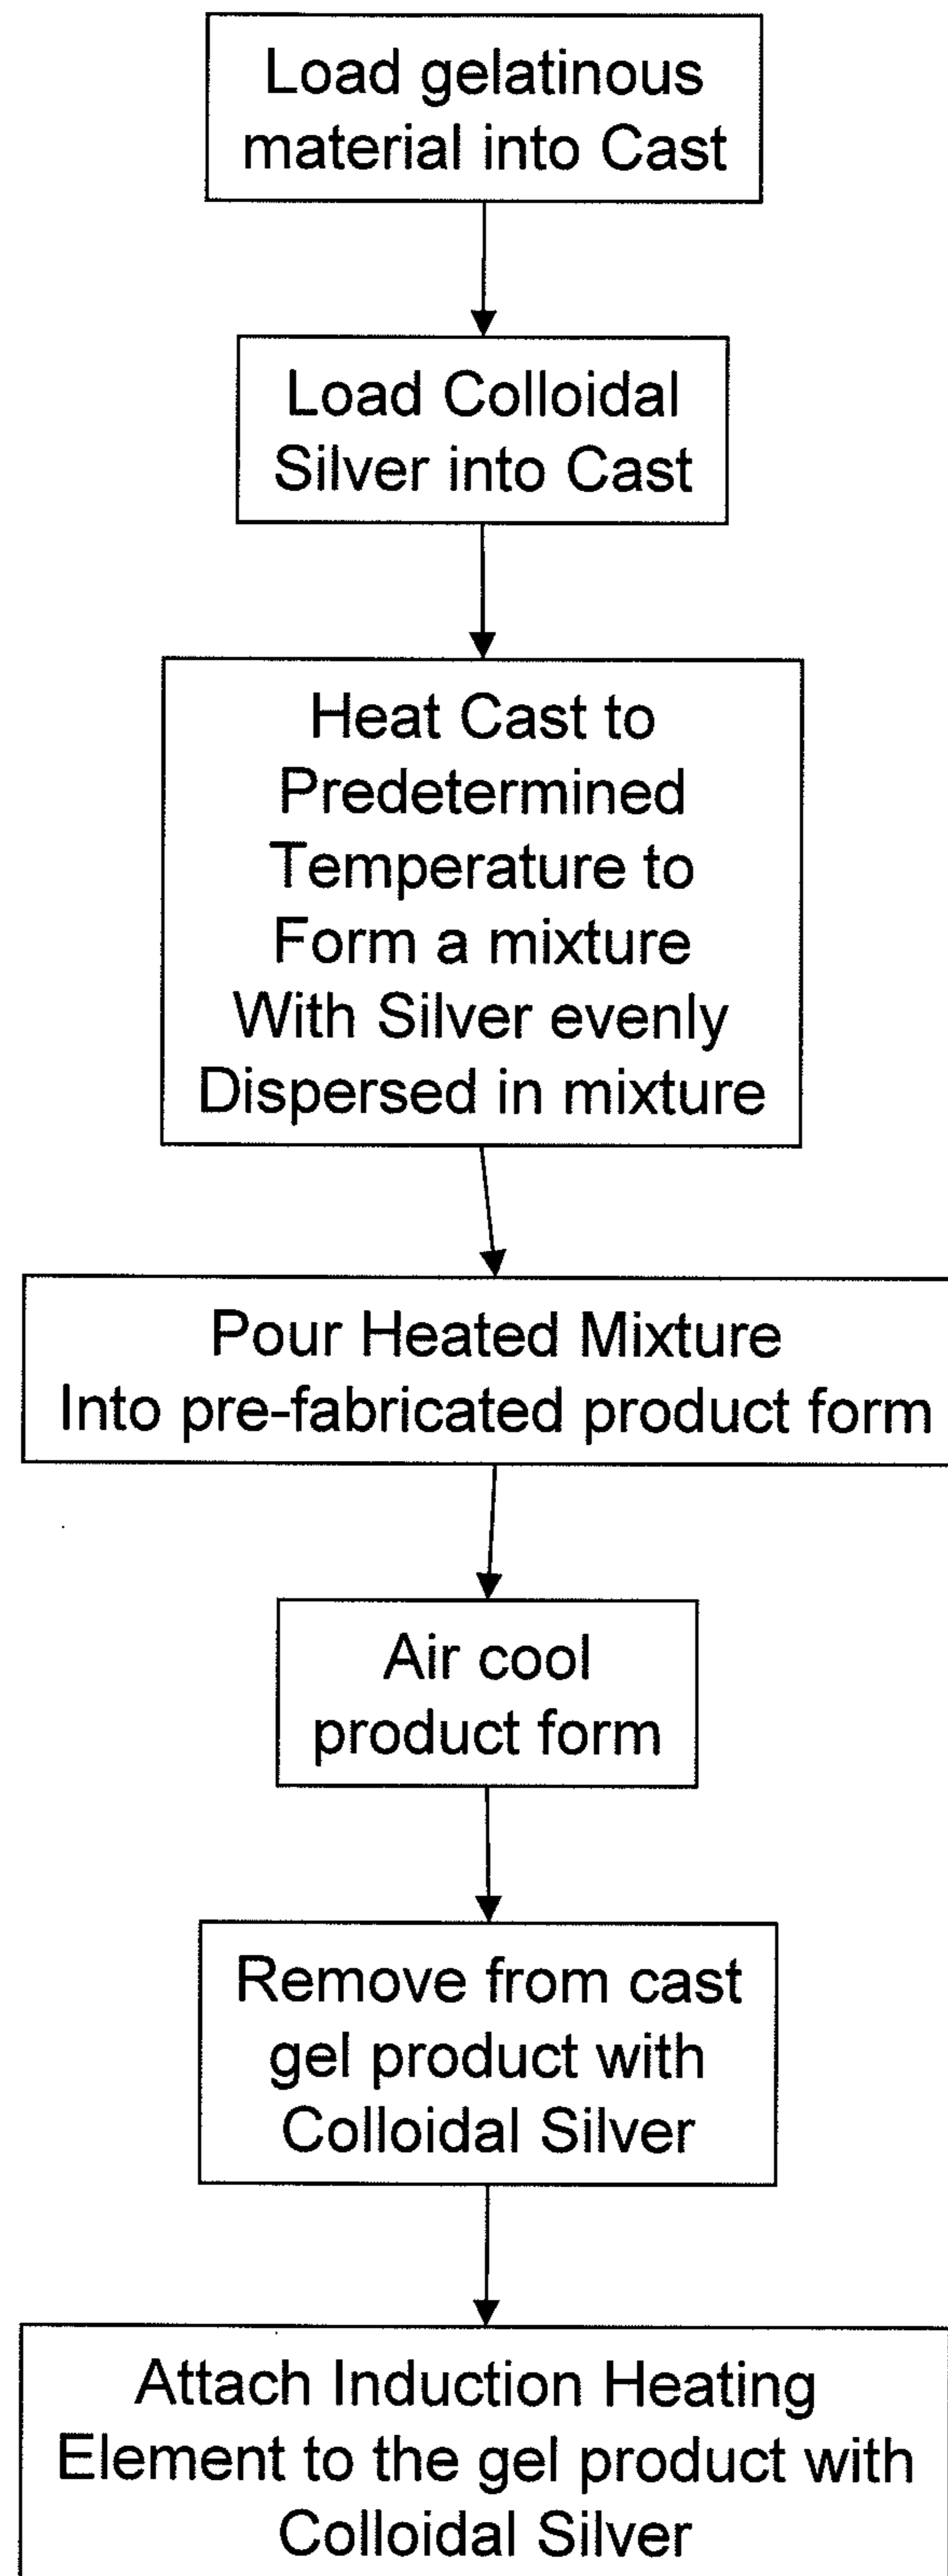 Load gelatinous
material into Cast
Load Colloidal
Silver into Cast
Heat Cast to
Predetermined
Temperature to
Form a mixture
With Silver evenly
Dispersed in mixture
Pour Heated Mixture
Into pre-fabricated product form
Air cool
product form
Remove from cast
gel product with
Colloidal Silver
Attach Induction Heating
Element to the gel product with
Colloidal Silver